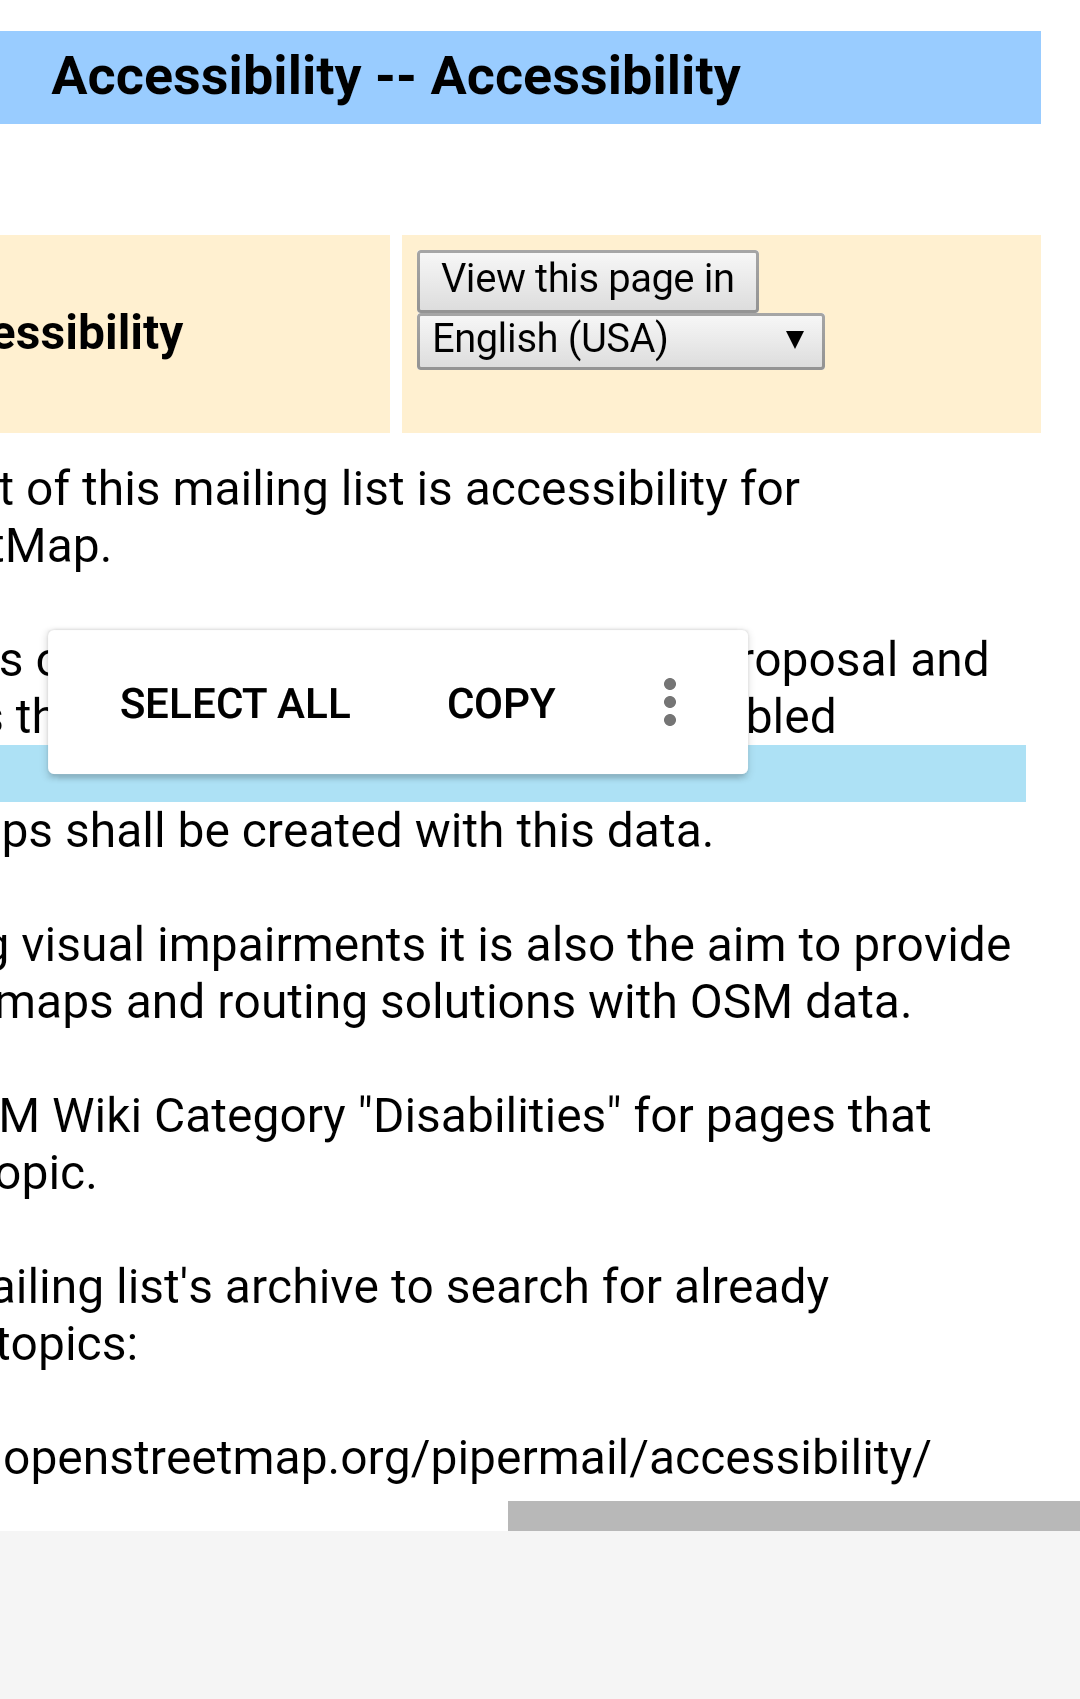 Accessibility -- Accessibility
View this page in
essibility
English (USA)
t of this mailing list is accessibility for
tMap.
s
roposal and
SELECT ALL COPY
s th
bled
ps shall be created with this data.
g visual impairments it is also the aim to provide
maps and routing solutions with OSM data.
M Wiki Category "Disabilities" for pages that
opic.
ailing list's archive to search for already
topics:
openstreetmap.org/pipermail/accessibility/